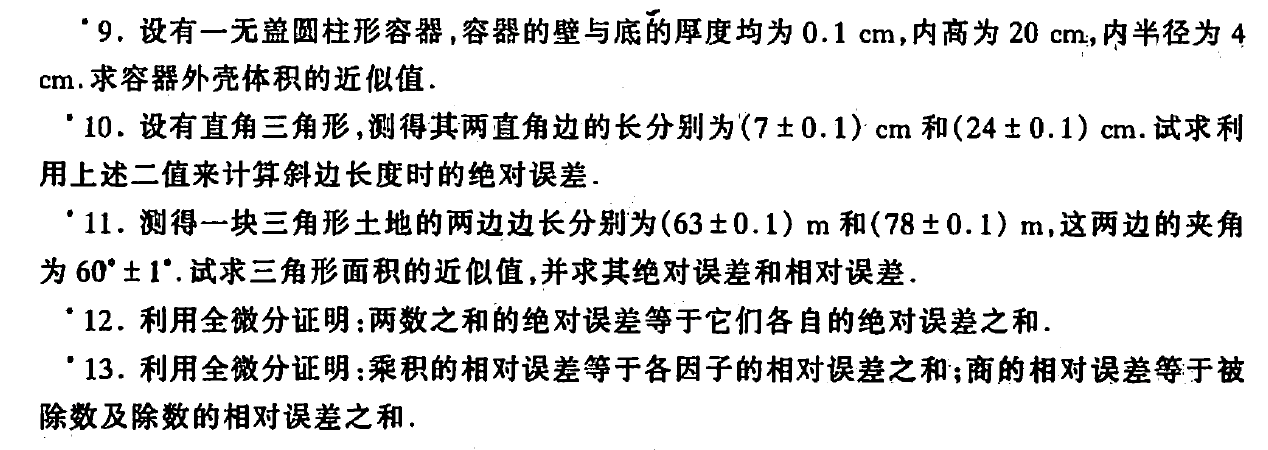 *9. 设有一无盖圆柱形容器,容器的壁与底的厚度均为 0.1 cm,内高为 20 cm,内半径为 4
cm.求容器外壳体积的近似值.
*10. 设有直角三角形,测得其两直角边的长分别为(7±0.1) cm 和(24±0.1) cm.试求利
用上述二值来计算斜边长度时的绝对误差.
*11. 测得一块三角形土地的两边边长分别为(63±0.1) m 和(78±0.1) m,这两边的夹角
为 60°±1°.试求三角形面积的近似值,并求其绝对误差和相对误差.
*12. 利用全微分证明:两数之和的绝对误差等于它们各自的绝对误差之和.
*13. 利用全微分证明:乘积的相对误差等于各因子的相对误差之和;商的相对误差等于被
除数及除数的相对误差之和.